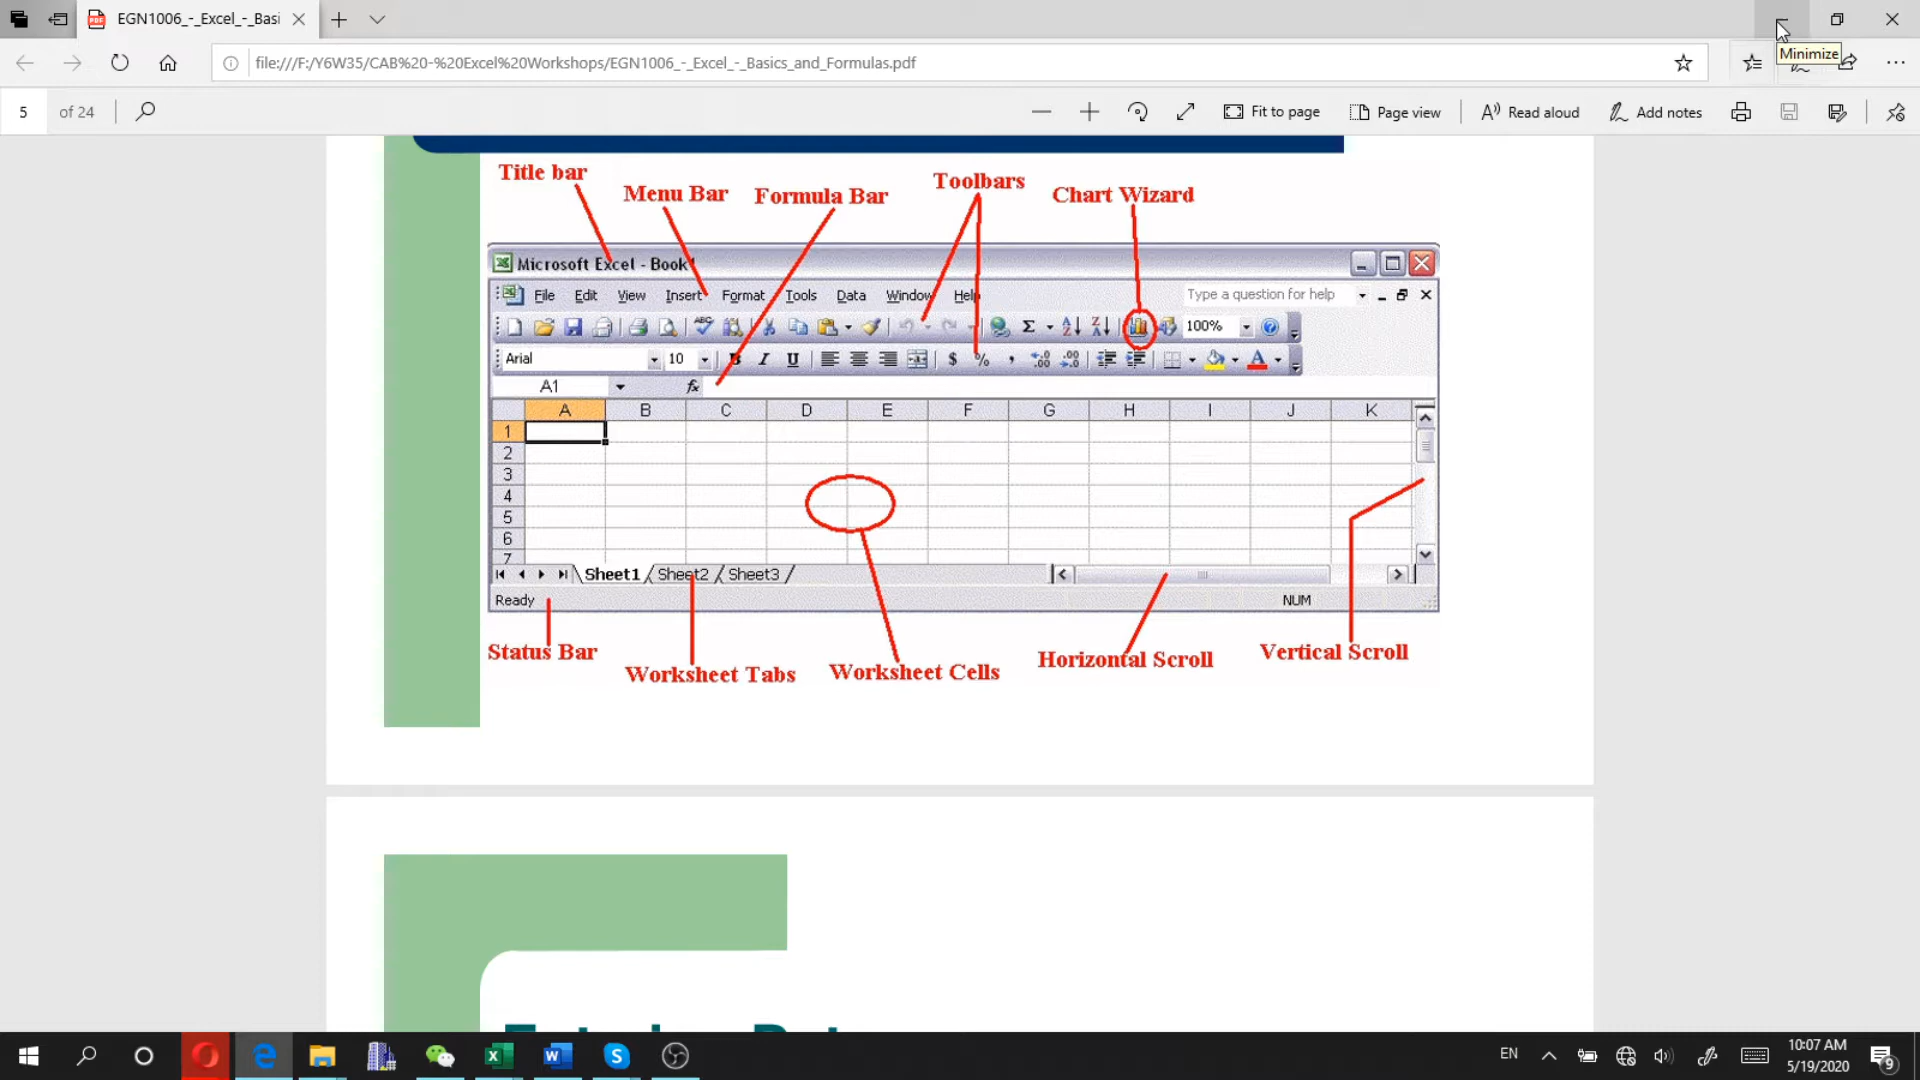 EGN1006_-_Excel_-_Basi
Minimize
file:///F:/Y6W35/CAB%20-%20Excel%20Workshops/EGN1006_-_Excel_-_Basics_and_Formulas.pdf
5 of 24
Fit to page
Page view
Read aloud
Add notes
Title bar
Menu Bar
Formula Bar
Toolbars
Chart Wizard
Microsoft Excel - Book1
File Edit View Insert Format Tools Data Window Help
Type a question for help
100%
Arial 10 B I U $ %
A1 fx
A B C D E F G H I J K
1
2
3
4
5
6
7
Sheet1 Sheet2 Sheet3
Ready NUM
Status Bar
Worksheet Tabs
Worksheet Cells
Horizontal Scroll
Vertical Scroll
EN
10:07 AM
5/19/2020
9